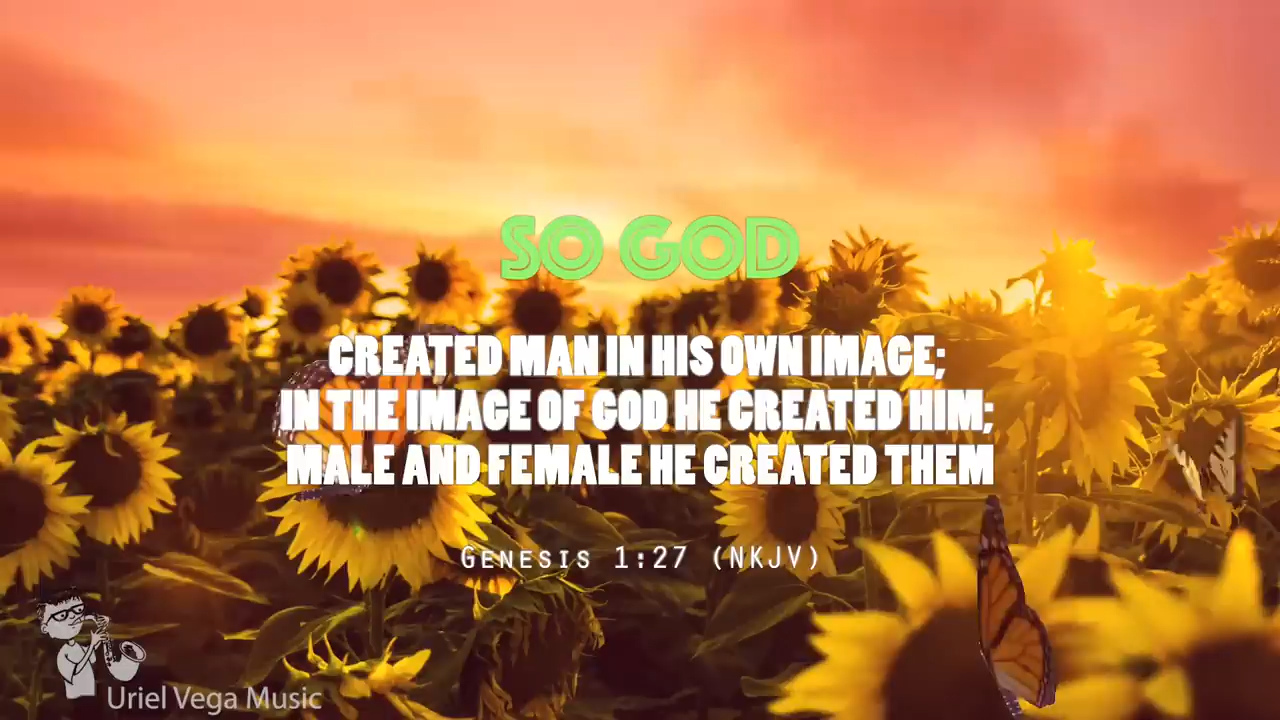 SO GOD
CREATED MAN IN HIS OWN IMAGE;
IN THE IMAGE OF GOD HE CREATED HIM;
MALE AND FEMALE HE CREATED THEM
Genesis 1:27 (NKJV)
Uriel Vega Music